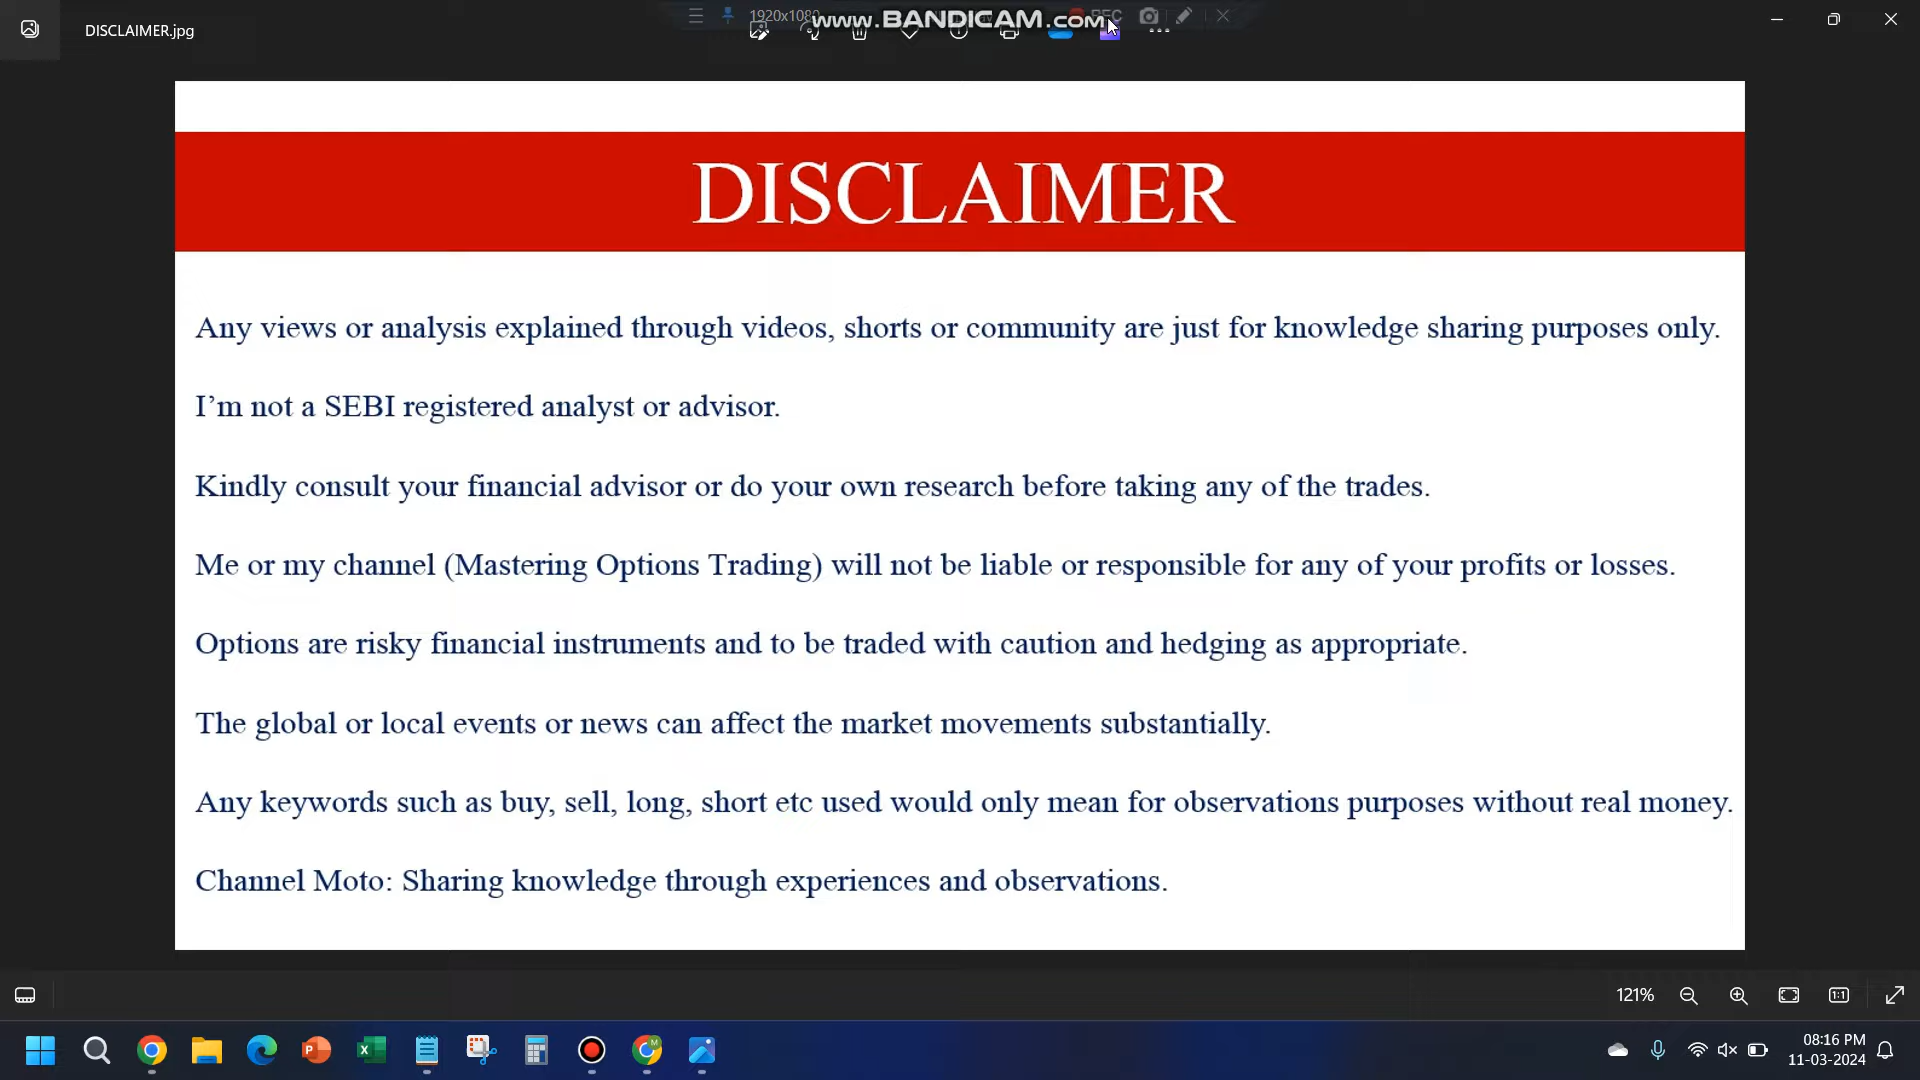 DISCLAIMER.jpg
1920x1080
www.BANDICAM.com
REC
DISCLAIMER
Any views or analysis explained through videos, shorts or community are just for knowledge sharing purposes only.
I’m not a SEBI registered analyst or advisor.
Kindly consult your financial advisor or do your own research before taking any of the trades.
Me or my channel (Mastering Options Trading) will not be liable or responsible for any of your profits or losses.
Options are risky financial instruments and to be traded with caution and hedging as appropriate.
The global or local events or news can affect the market movements substantially.
Any keywords such as buy, sell, long, short etc used would only mean for observations purposes without real money.
Channel Moto: Sharing knowledge through experiences and observations.
121%
1:1
08:16 PM
11-03-2024